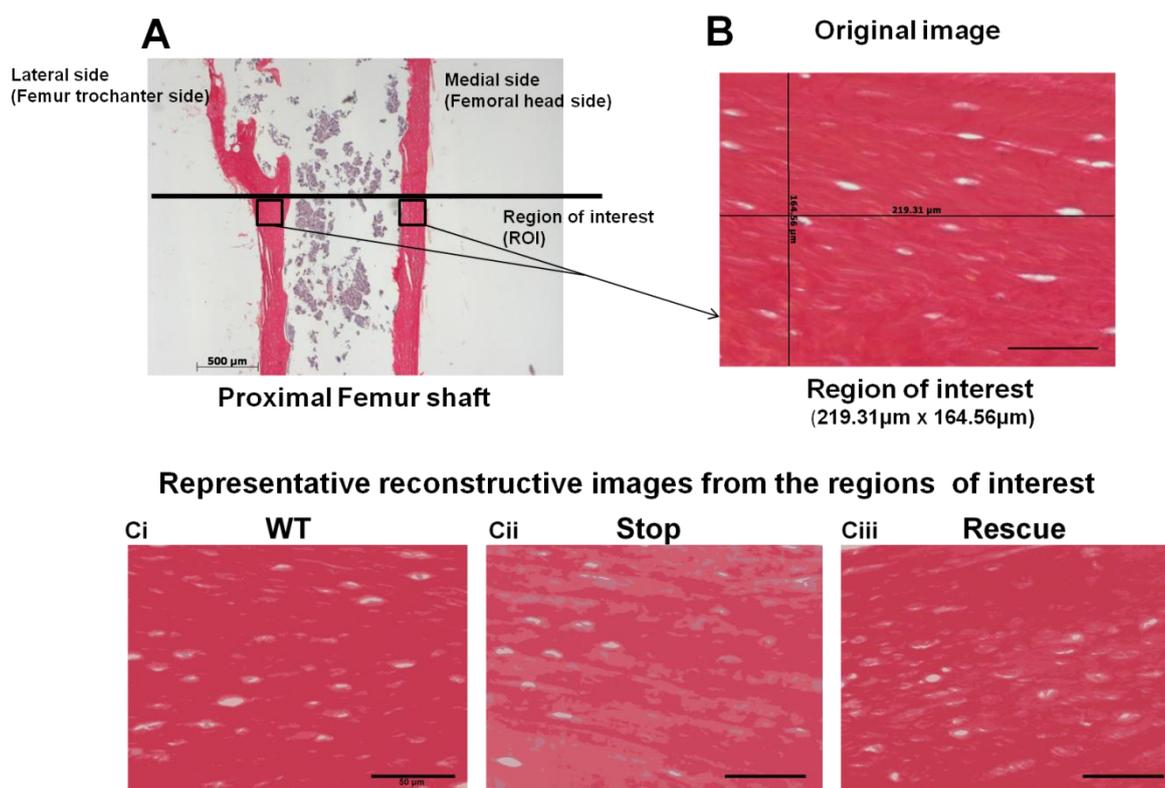 A
Lateral side
(Femur trochanter side)
Medial side
(Femoral head side)
Region of interest
(ROI)
500 µm
Proximal Femur shaft
B
Original image
164.56 µm
219.31 µm
Region of interest
(219.31µm x 164.56µm)
Representative reconstructive images from the regions of interest
Ci WT
Cii Stop
Ciii Rescue
50 µm